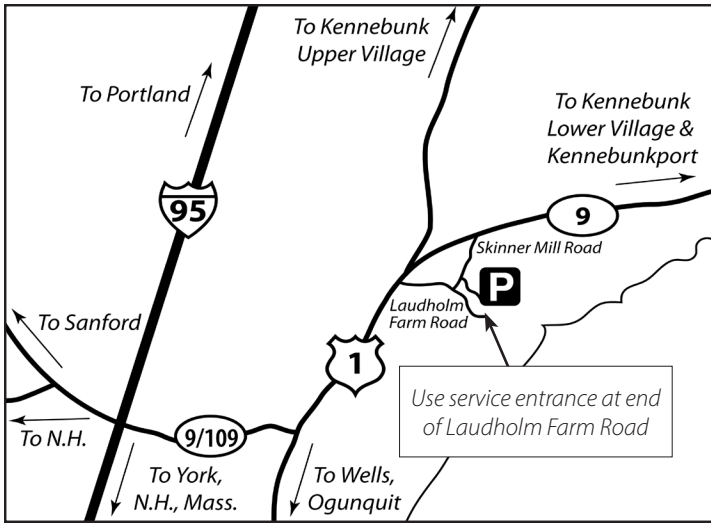 To Kennebunk
Upper Village
To Portland
To Kennebunk
Lower Village &
Kennebunkport
95
9
Skinner Mill Road
P
Laudholm
Farm Road
To Sanford
1
Use service entrance at end
of Laudholm Farm Road
9/109
To N.H.
To York,
N.H., Mass.
To Wells,
Ogunquit